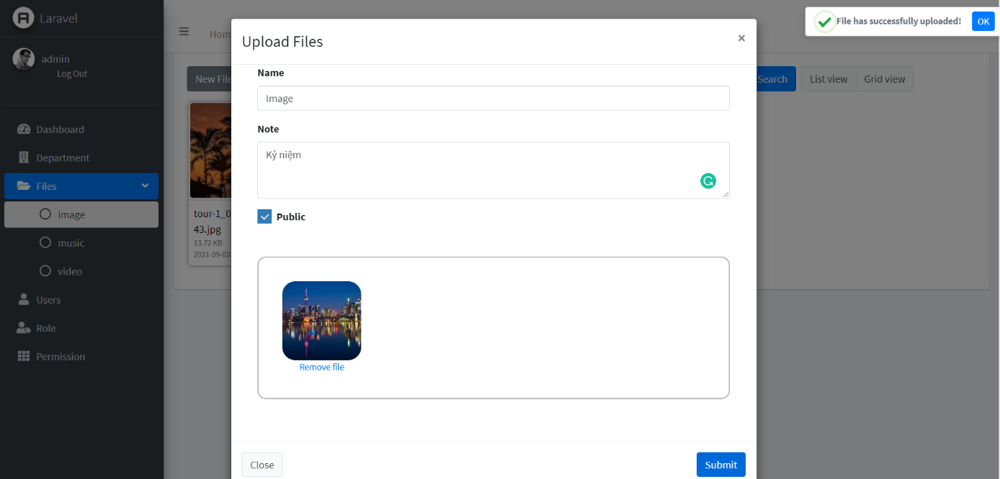 Laravel
admin
Log Out
Dashboard
Department
Files
image
music
video
Users
Role
Permission
New File
tour-1_0
43.jpg
13.72 KB
2021-09-03
Search
List view
Grid view
Upload Files
×
Name
Image
Note
Kỷ niệm
Public
Remove file
Close
Submit
File has successfully uploaded!
OK